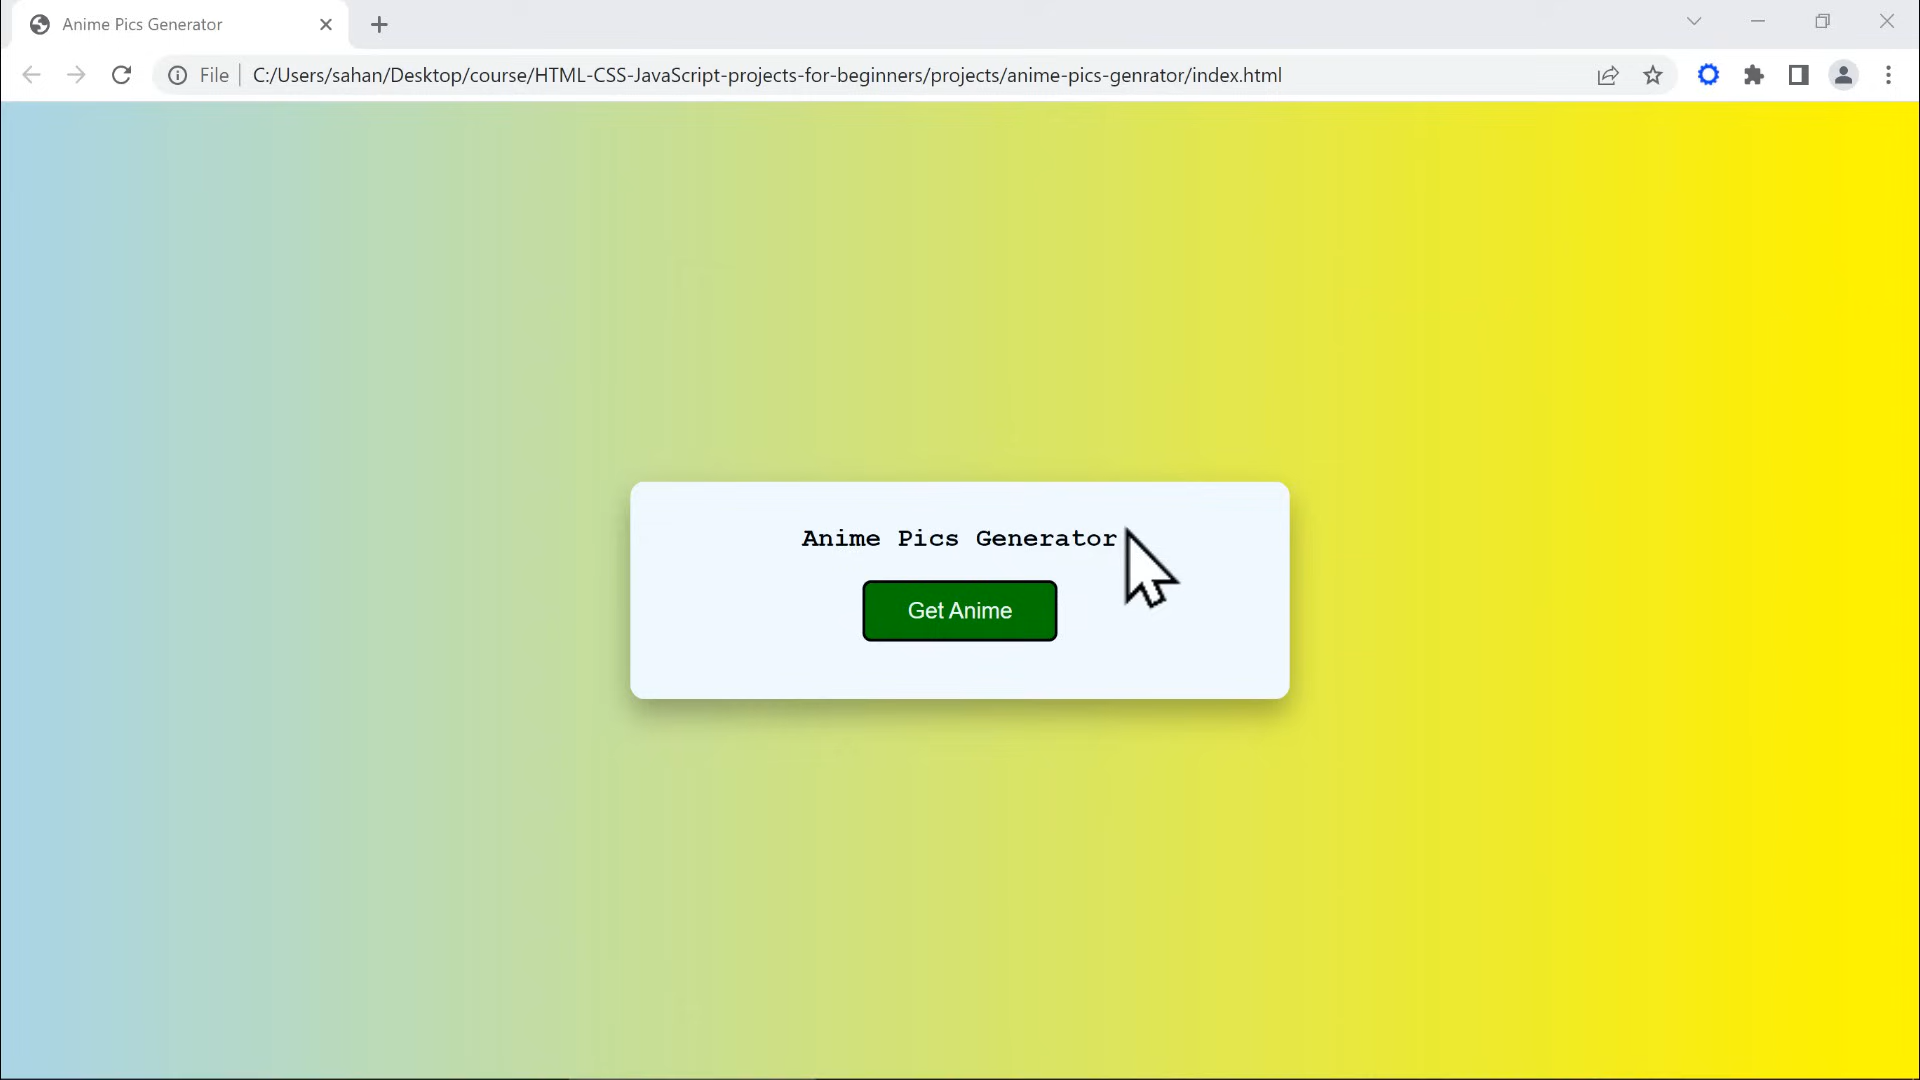 Anime Pics Generator
File
C:/Users/sahan/Desktop/course/HTML-CSS-JavaScript-projects-for-beginners/projects/anime-pics-genrator/index.html
Anime Pics Generator
Get Anime